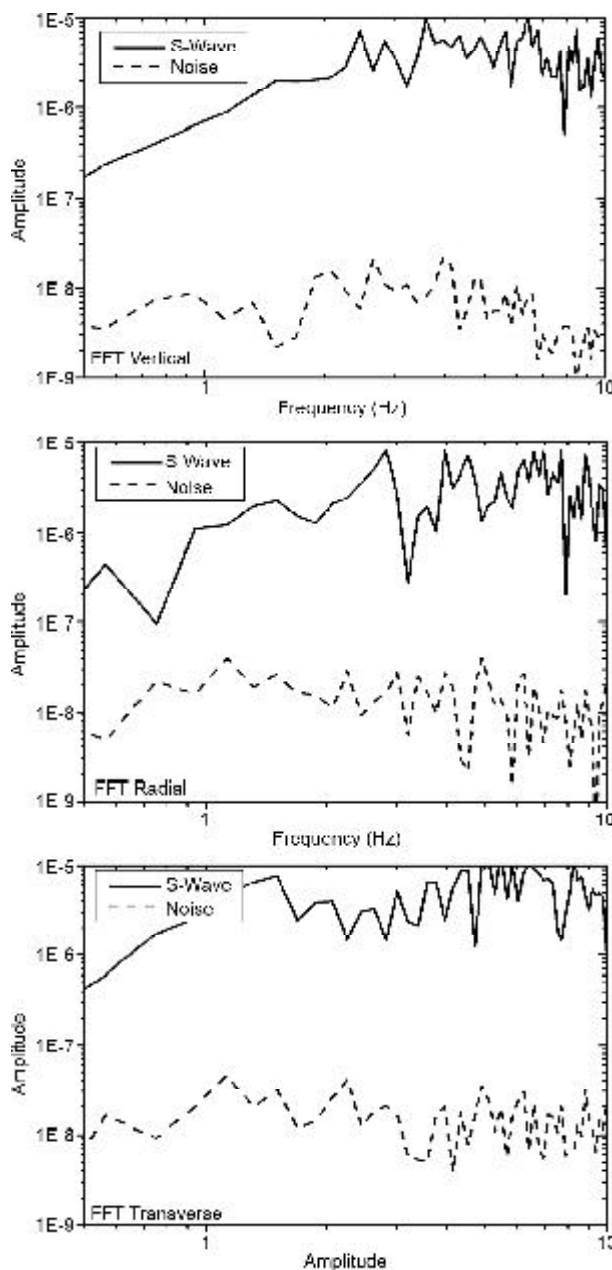 1E-5
S-Wave
Noise
1E-6
Amplitude
1E-7
1E-8
FFT Vertical
1F-9
1
10
Frequency (Hz)
1E-5
S Wave
Noise
1E-6
Amplitude
1E-7
1E-8
FFT Radial
1E 9
1
10
Frequency (Hz)
1E-5
S-Wave
Noise
1E-6
Amplitude
1E-7
1E-8
FFT Transverse
1E-9
1
13
Amplitude